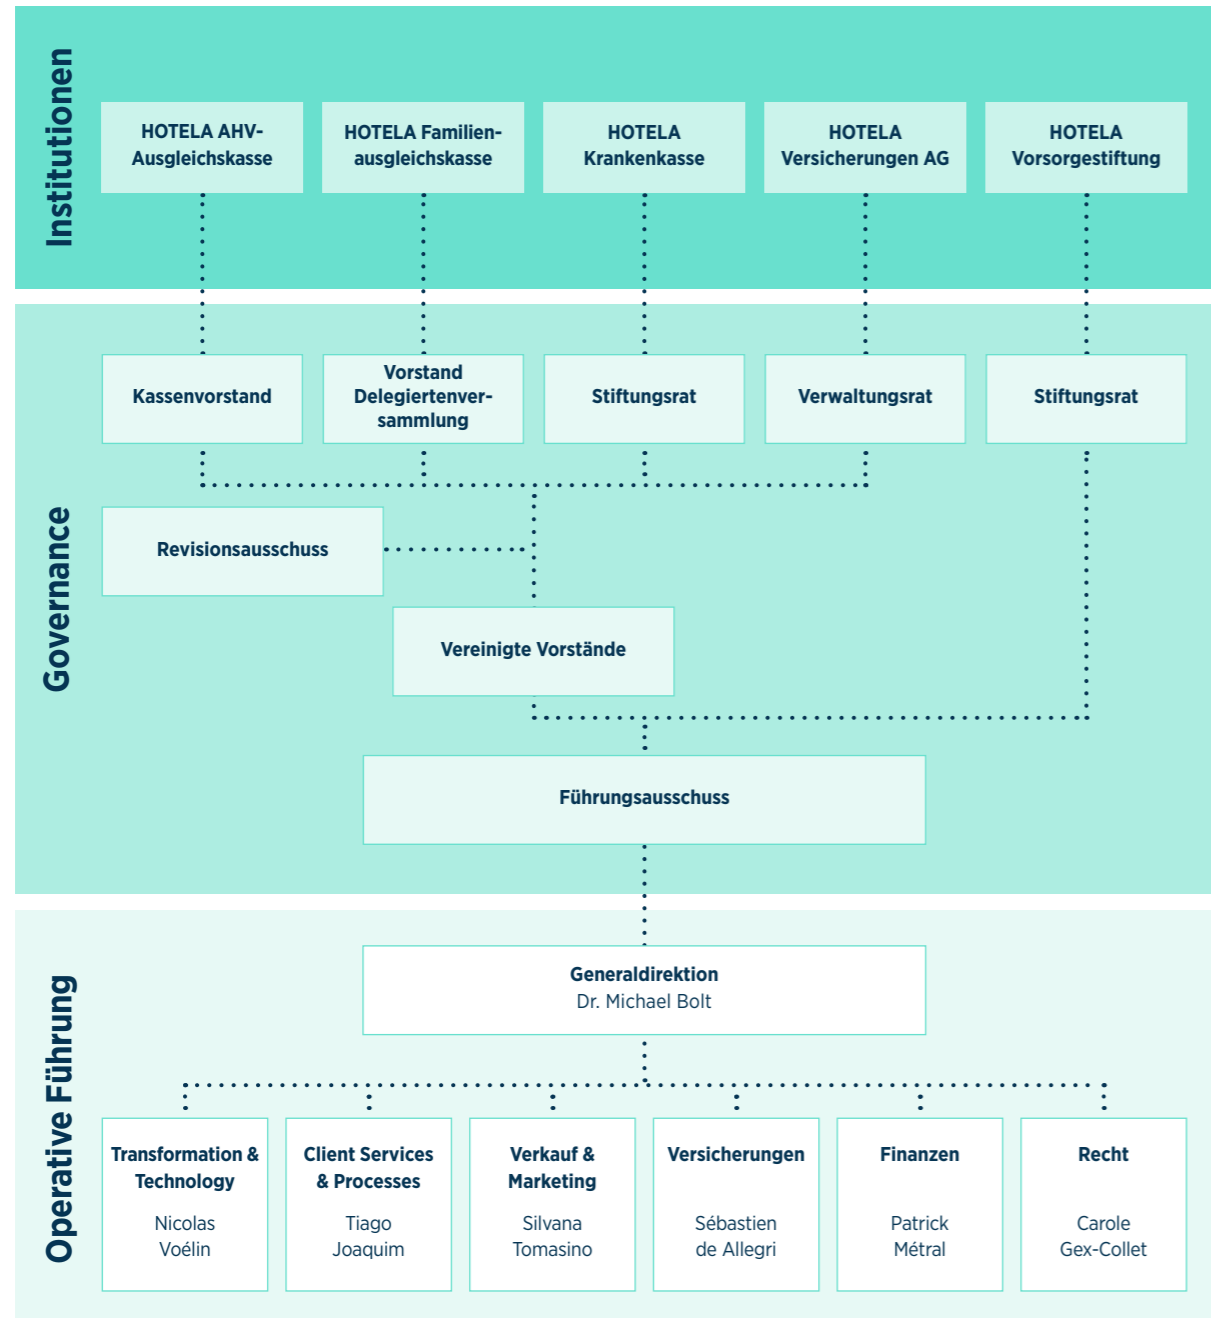 Institutionen
HOTELA AHV-
Ausgleichskasse
HOTELA Familien-
ausgleichskasse
HOTELA
Krankenkasse
HOTELA
Versicherungen AG
HOTELA
Vorsorgestiftung
Governance
Kassenvorstand
Vorstand
Delegiertenver-
sammlung
Stiftungsrat
Verwaltungsrat
Stiftungsrat
Revisionsausschuss
Vereinigte Vorstände
Führungsausschuss
Operative Führung
Generaldirektion
Dr. Michael Bolt
Transformation &
Technology
Nicolas
Voélin
Client Services
& Processes
Tiago
Joaquim
Verkauf &
Marketing
Silvana
Tomasino
Versicherungen
Sébastien
de Allegri
Finanzen
Patrick
Métral
Recht
Carole
Gex-Collet